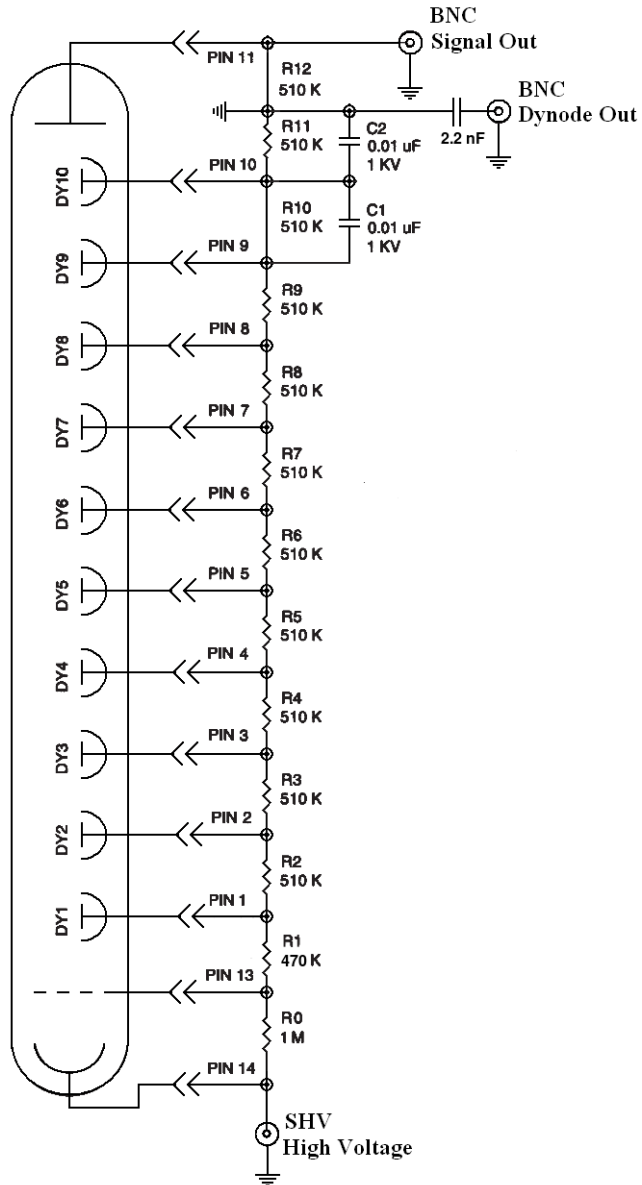 BNC
Signal Out
PIN 11
R12
510 K
BNC
Dynode Out
R11
510 K
C2
0.01 uF
1 KV
2.2 nF
DY10
PIN 10
R10
510 K
C1
0.01 uF
1 KV
DY9
PIN 9
R9
510 K
DY8
PIN 8
R8
510 K
DY7
PIN 7
R7
510 K
DY6
PIN 6
R6
510 K
DY5
PIN 5
R5
510 K
DY4
PIN 4
R4
510 K
DY3
PIN 3
R3
510 K
DY2
PIN 2
R2
510 K
DY1
PIN 1
R1
470 K
PIN 13
R0
1 M
PIN 14
SHV
High Voltage